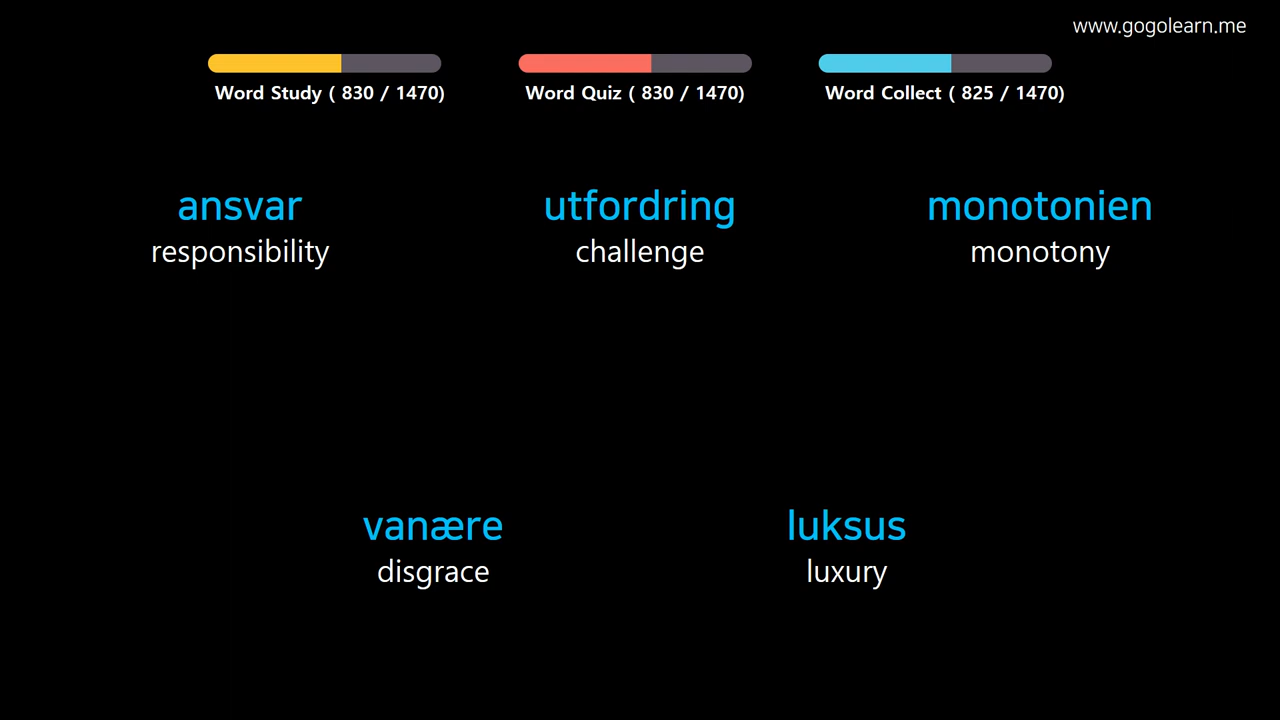 www.gogolearn.me
Word Study ( 830 / 1470)
Word Quiz ( 830 / 1470)
Word Collect ( 825 / 1470)
ansvar
responsibility
utfordring
challenge
monotonien
monotony
vanære
disgrace
luksus
luxury